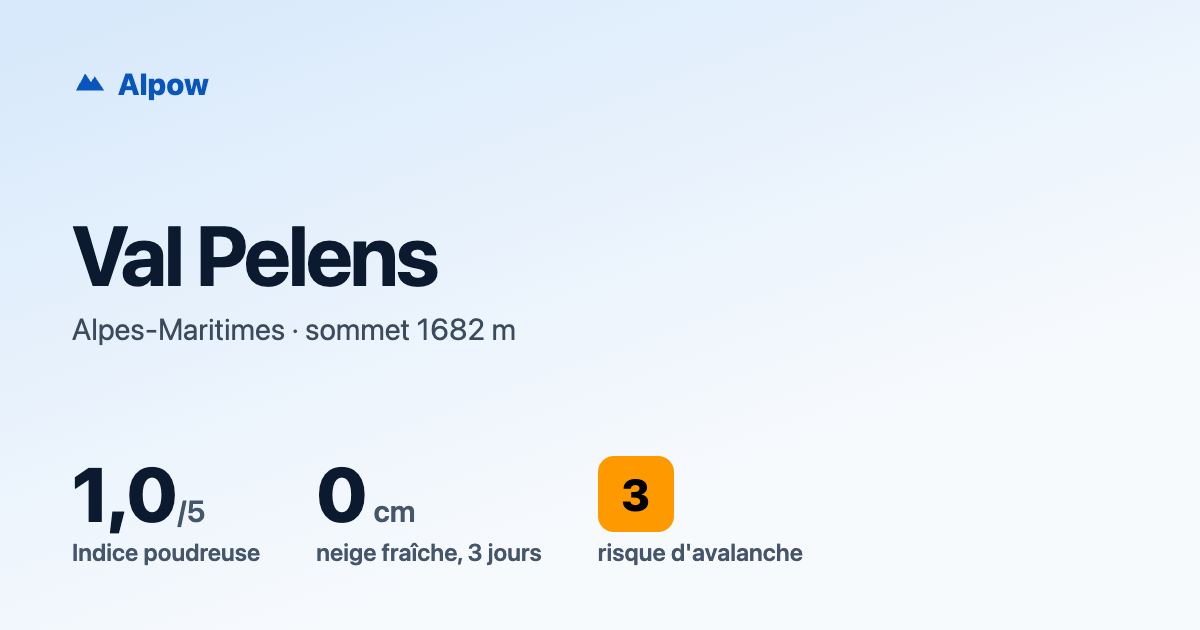 Alpow
Val Pelens
Alpes-Maritimes · sommet 1682 m
1,0/5
Indice poudreuse
0 cm
neige fraîche, 3 jours
3
risque d'avalanche